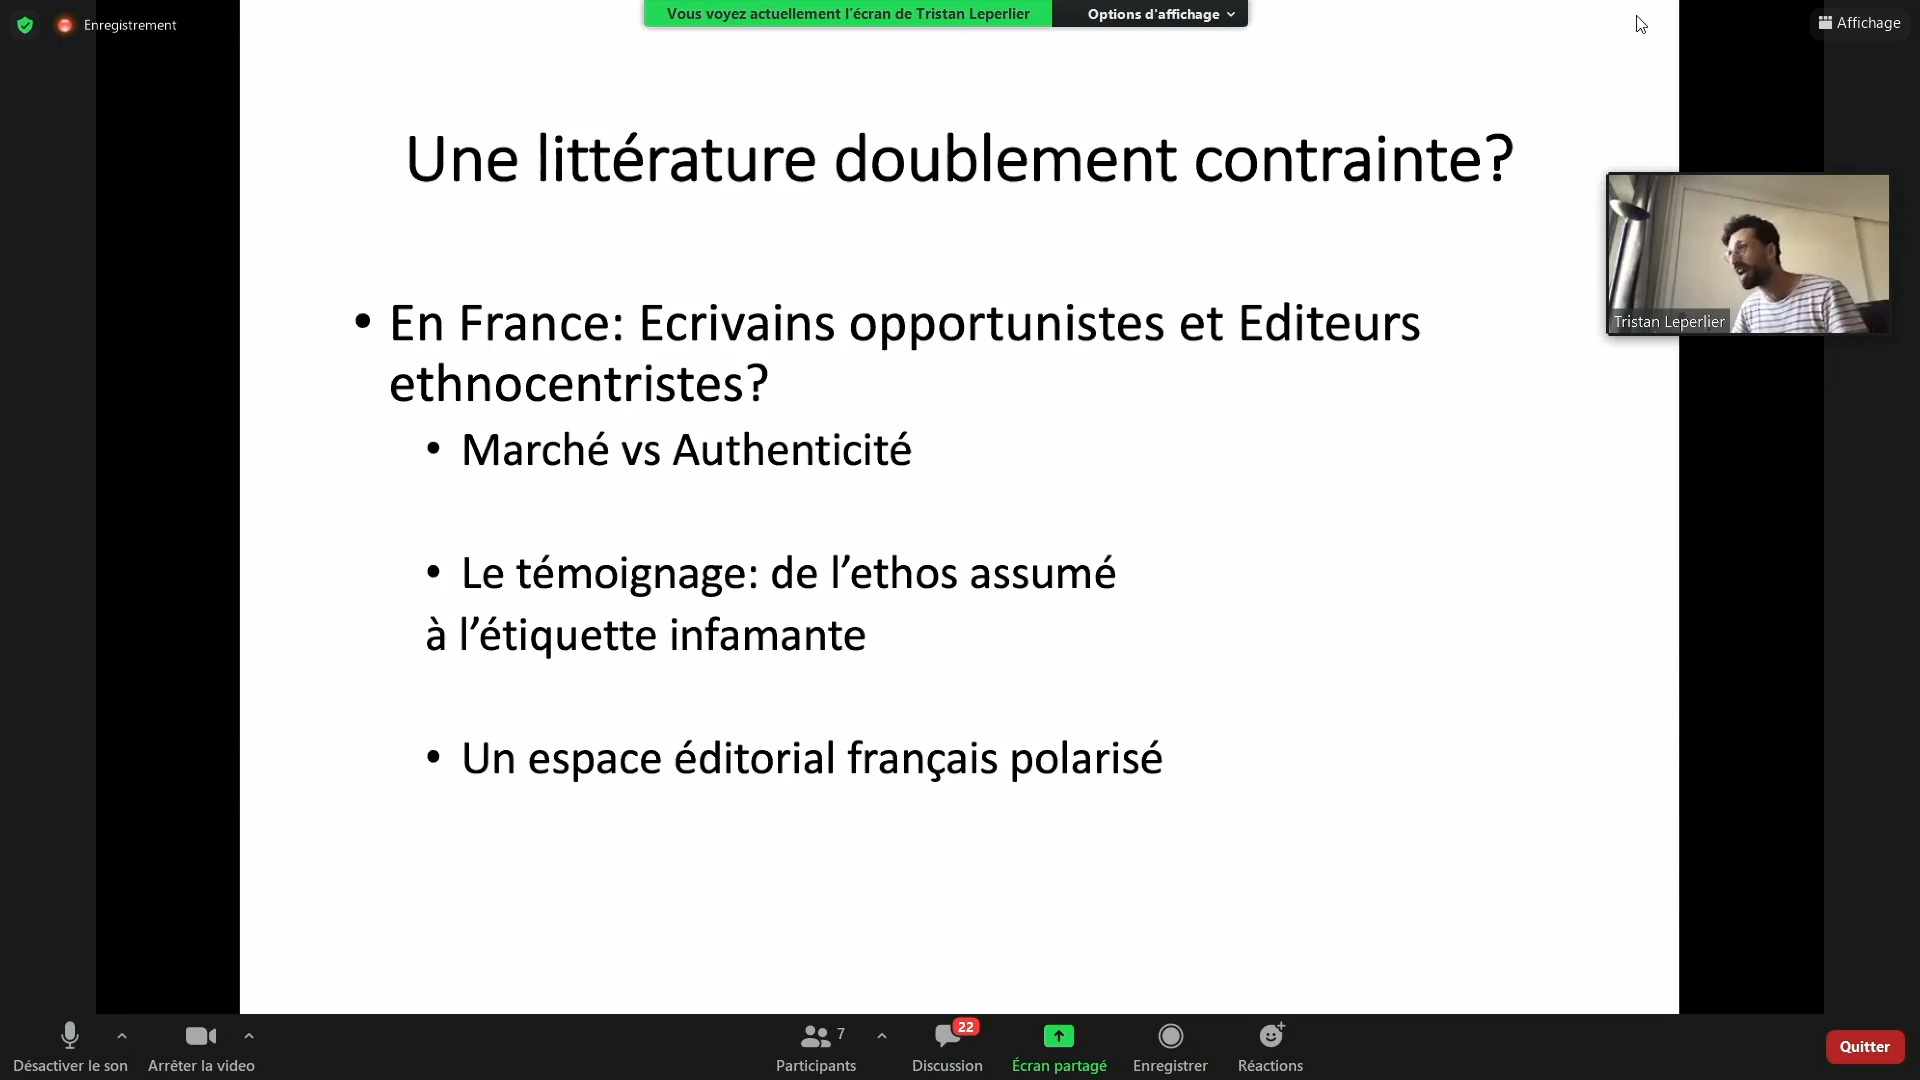 Enregistrement
Vous voyez actuellement l'écran de Tristan Leperlier
Options d'affichage
Affichage
Une littérature doublement contrainte?
Tristan Leperlier
• En France: Ecrivains opportunistes et Editeurs
ethnocentristes?
• Marché vs Authenticité
• Le témoignage: de l’ethos assumé
à l’étiquette infamante
• Un espace éditorial français polarisé
7
22
Désactiver le son
Arrêter la video
Participants
Discussion
Écran partagé
Enregistrer
Réactions
Quitter